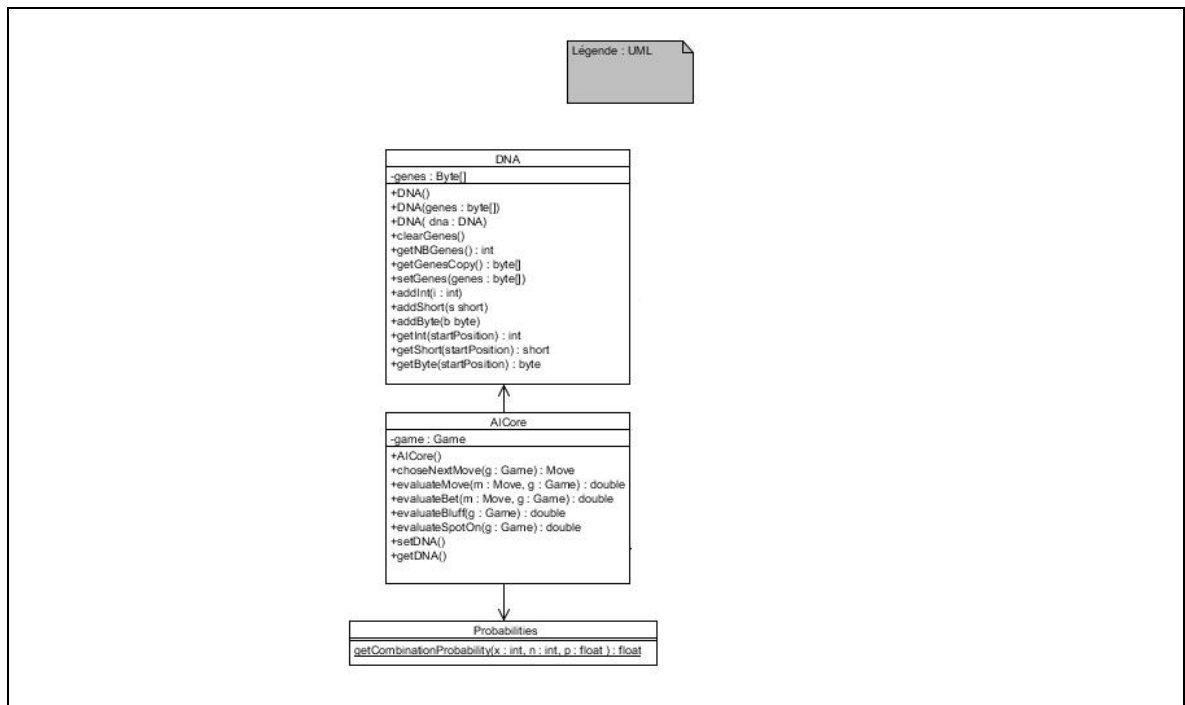 Légende : UML
DNA
-genes : Byte[]
+DNA()
+DNA(genes : byte[])
+DNA( dna : DNA)
+clearGenes()
+getNBGenes() : int
+getGenesCopy() : byte[]
+setGenes(genes : byte[])
+addInt(i : int)
+addShort(s short)
+addByte(b byte)
+getInt(startPosition) : int
+getShort(startPosition) : short
+getByte(startPosition) : byte
AICore
-game : Game
+AICore()
+choseNextMove(g : Game) : Move
+evaluateMove(m : Move, g : Game) : double
+evaluateBet(m : Move, g : Game) : double
+evaluateBluff(g : Game) : double
+evaluateSpotOn(g : Game) : double
+setDNA()
+getDNA()
Probabilities
getCombinationProbability(x : int, n : int, p : float ) : float